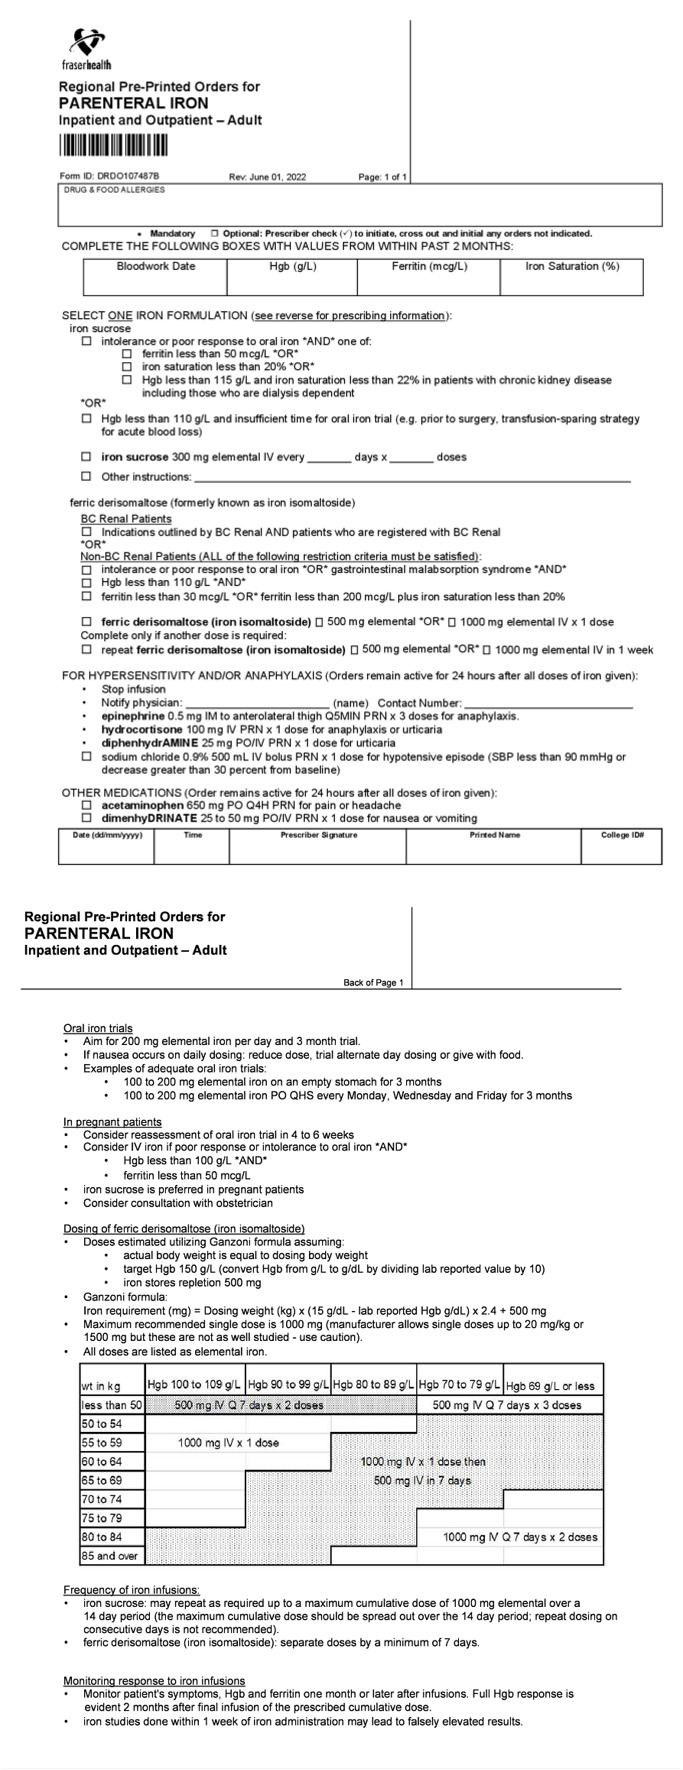 fraserhealth
Regional Pre-Printed Orders for
PARENTERAL IRON
Inpatient and Outpatient – Adult
Form ID: DRDO107487B Rev: June 01, 2022 Page: 1 of 1
DRUG & FOOD ALLERGIES
• Mandatory ☐ Optional: Prescriber check (✓) to initiate, cross out and initial any orders not indicated.
COMPLETE THE FOLLOWING BOXES WITH VALUES FROM WITHIN PAST 2 MONTHS:
Bloodwork Date Hgb (g/L) Ferritin (mcg/L) Iron Saturation (%)
SELECT ONE IRON FORMULATION (see reverse for prescribing information):
iron sucrose
☐ intolerance or poor response to oral iron *AND* one of:
☐ ferritin less than 50 mcg/L *OR*
☐ iron saturation less than 20% *OR*
☐ Hgb less than 115 g/L and iron saturation less than 22% in patients with chronic kidney disease
including those who are dialysis dependent
*OR*
☐ Hgb less than 110 g/L and insufficient time for oral iron trial (e.g. prior to surgery, transfusion-sparing strategy
for acute blood loss)
☐ iron sucrose 300 mg elemental IV every _______ days x _______ doses
☐ Other instructions: _______
ferric derisomaltose (formerly known as iron isomaltoside)
BC Renal Patients
☐ Indications outlined by BC Renal AND patients who are registered with BC Renal
*OR*
Non-BC Renal Patients (ALL of the following restriction criteria must be satisfied):
☐ intolerance or poor response to oral iron *OR* gastrointestinal malabsorption syndrome *AND*
☐ Hgb less than 110 g/L *AND*
☐ ferritin less than 30 mcg/L *OR* ferritin less than 200 mcg/L plus iron saturation less than 20%
☐ ferric derisomaltose (iron isomaltoside) ☐ 500 mg elemental *OR* ☐ 1000 mg elemental IV x 1 dose
Complete only if another dose is required:
☐ repeat ferric derisomaltose (iron isomaltoside) ☐ 500 mg elemental *OR* ☐ 1000 mg elemental IV in 1 week
FOR HYPERSENSITIVITY AND/OR ANAPHYLAXIS (Orders remain active for 24 hours after all doses of iron given):
• Stop infusion
• Notify physician: _______ (name) Contact Number: _______
• epinephrine 0.5 mg IM to anterolateral thigh Q5MIN PRN x 3 doses for anaphylaxis.
• hydrocortisone 100 mg IV PRN x 1 dose for anaphylaxis or urticaria
• diphenhydrAMINE 25 mg PO/IV PRN x 1 dose for urticaria
☐ sodium chloride 0.9% 500 mL IV bolus PRN x 1 dose for hypotensive episode (SBP less than 90 mmHg or
decrease greater than 30 percent from baseline)
OTHER MEDICATIONS (Order remains active for 24 hours after all doses of iron given):
☐ acetaminophen 650 mg PO Q4H PRN for pain or headache
☐ dimenhyDRINATE 25 to 50 mg PO/IV PRN x 1 dose for nausea or vomiting
Date (dd/mm/yyyy) Time Prescriber Signature Printed Name College ID#
Regional Pre-Printed Orders for
PARENTERAL IRON
Inpatient and Outpatient – Adult
Back of Page 1
Oral iron trials
• Aim for 200 mg elemental iron per day and 3 month trial.
• If nausea occurs on daily dosing: reduce dose, trial alternate day dosing or give with food.
• Examples of adequate oral iron trials:
• 100 to 200 mg elemental iron on an empty stomach for 3 months
• 100 to 200 mg elemental iron PO QHS every Monday, Wednesday and Friday for 3 months
In pregnant patients
• Consider reassessment of oral iron trial in 4 to 6 weeks
• Consider IV iron if poor response or intolerance to oral iron *AND*
• Hgb less than 100 g/L *AND*
• ferritin less than 50 mcg/L
• iron sucrose is preferred in pregnant patients
• Consider consultation with obstetrician
Dosing of ferric derisomaltose (iron isomaltoside)
• Doses estimated utilizing Ganzoni formula assuming:
• actual body weight is equal to dosing body weight
• target Hgb 150 g/L (convert Hgb from g/L to g/dL by dividing lab reported value by 10)
• iron stores repletion 500 mg
• Ganzoni formula:
Iron requirement (mg) = Dosing weight (kg) x (15 g/dL - lab reported Hgb g/dL) x 2.4 + 500 mg
• Maximum recommended single dose is 1000 mg (manufacturer allows single doses up to 20 mg/kg or
1500 mg but these are not as well studied - use caution).
• All doses are listed as elemental iron.
wt in kg Hgb 100 to 109 g/L Hgb 90 to 99 g/L Hgb 80 to 89 g/L Hgb 70 to 79 g/L Hgb 69 g/L or less
less than 50 500 mg IV Q 7 days x 2 doses 500 mg IV Q 7 days x 3 doses
50 to 54
55 to 59 1000 mg IV x 1 dose
60 to 64 1000 mg IV x 1 dose then
65 to 69 500 mg IV in 7 days
70 to 74
75 to 79
80 to 84 1000 mg IV Q 7 days x 2 doses
85 and over
Frequency of iron infusions:
• iron sucrose: may repeat as required up to a maximum cumulative dose of 1000 mg elemental over a
14 day period (the maximum cumulative dose should be spread out over the 14 day period; repeat dosing on
consecutive days is not recommended).
• ferric derisomaltose (iron isomaltoside): separate doses by a minimum of 7 days.
Monitoring response to iron infusions
• Monitor patient's symptoms, Hgb and ferritin one month or later after infusions. Full Hgb response is
evident 2 months after final infusion of the prescribed cumulative dose.
• iron studies done within 1 week of iron administration may lead to falsely elevated results.